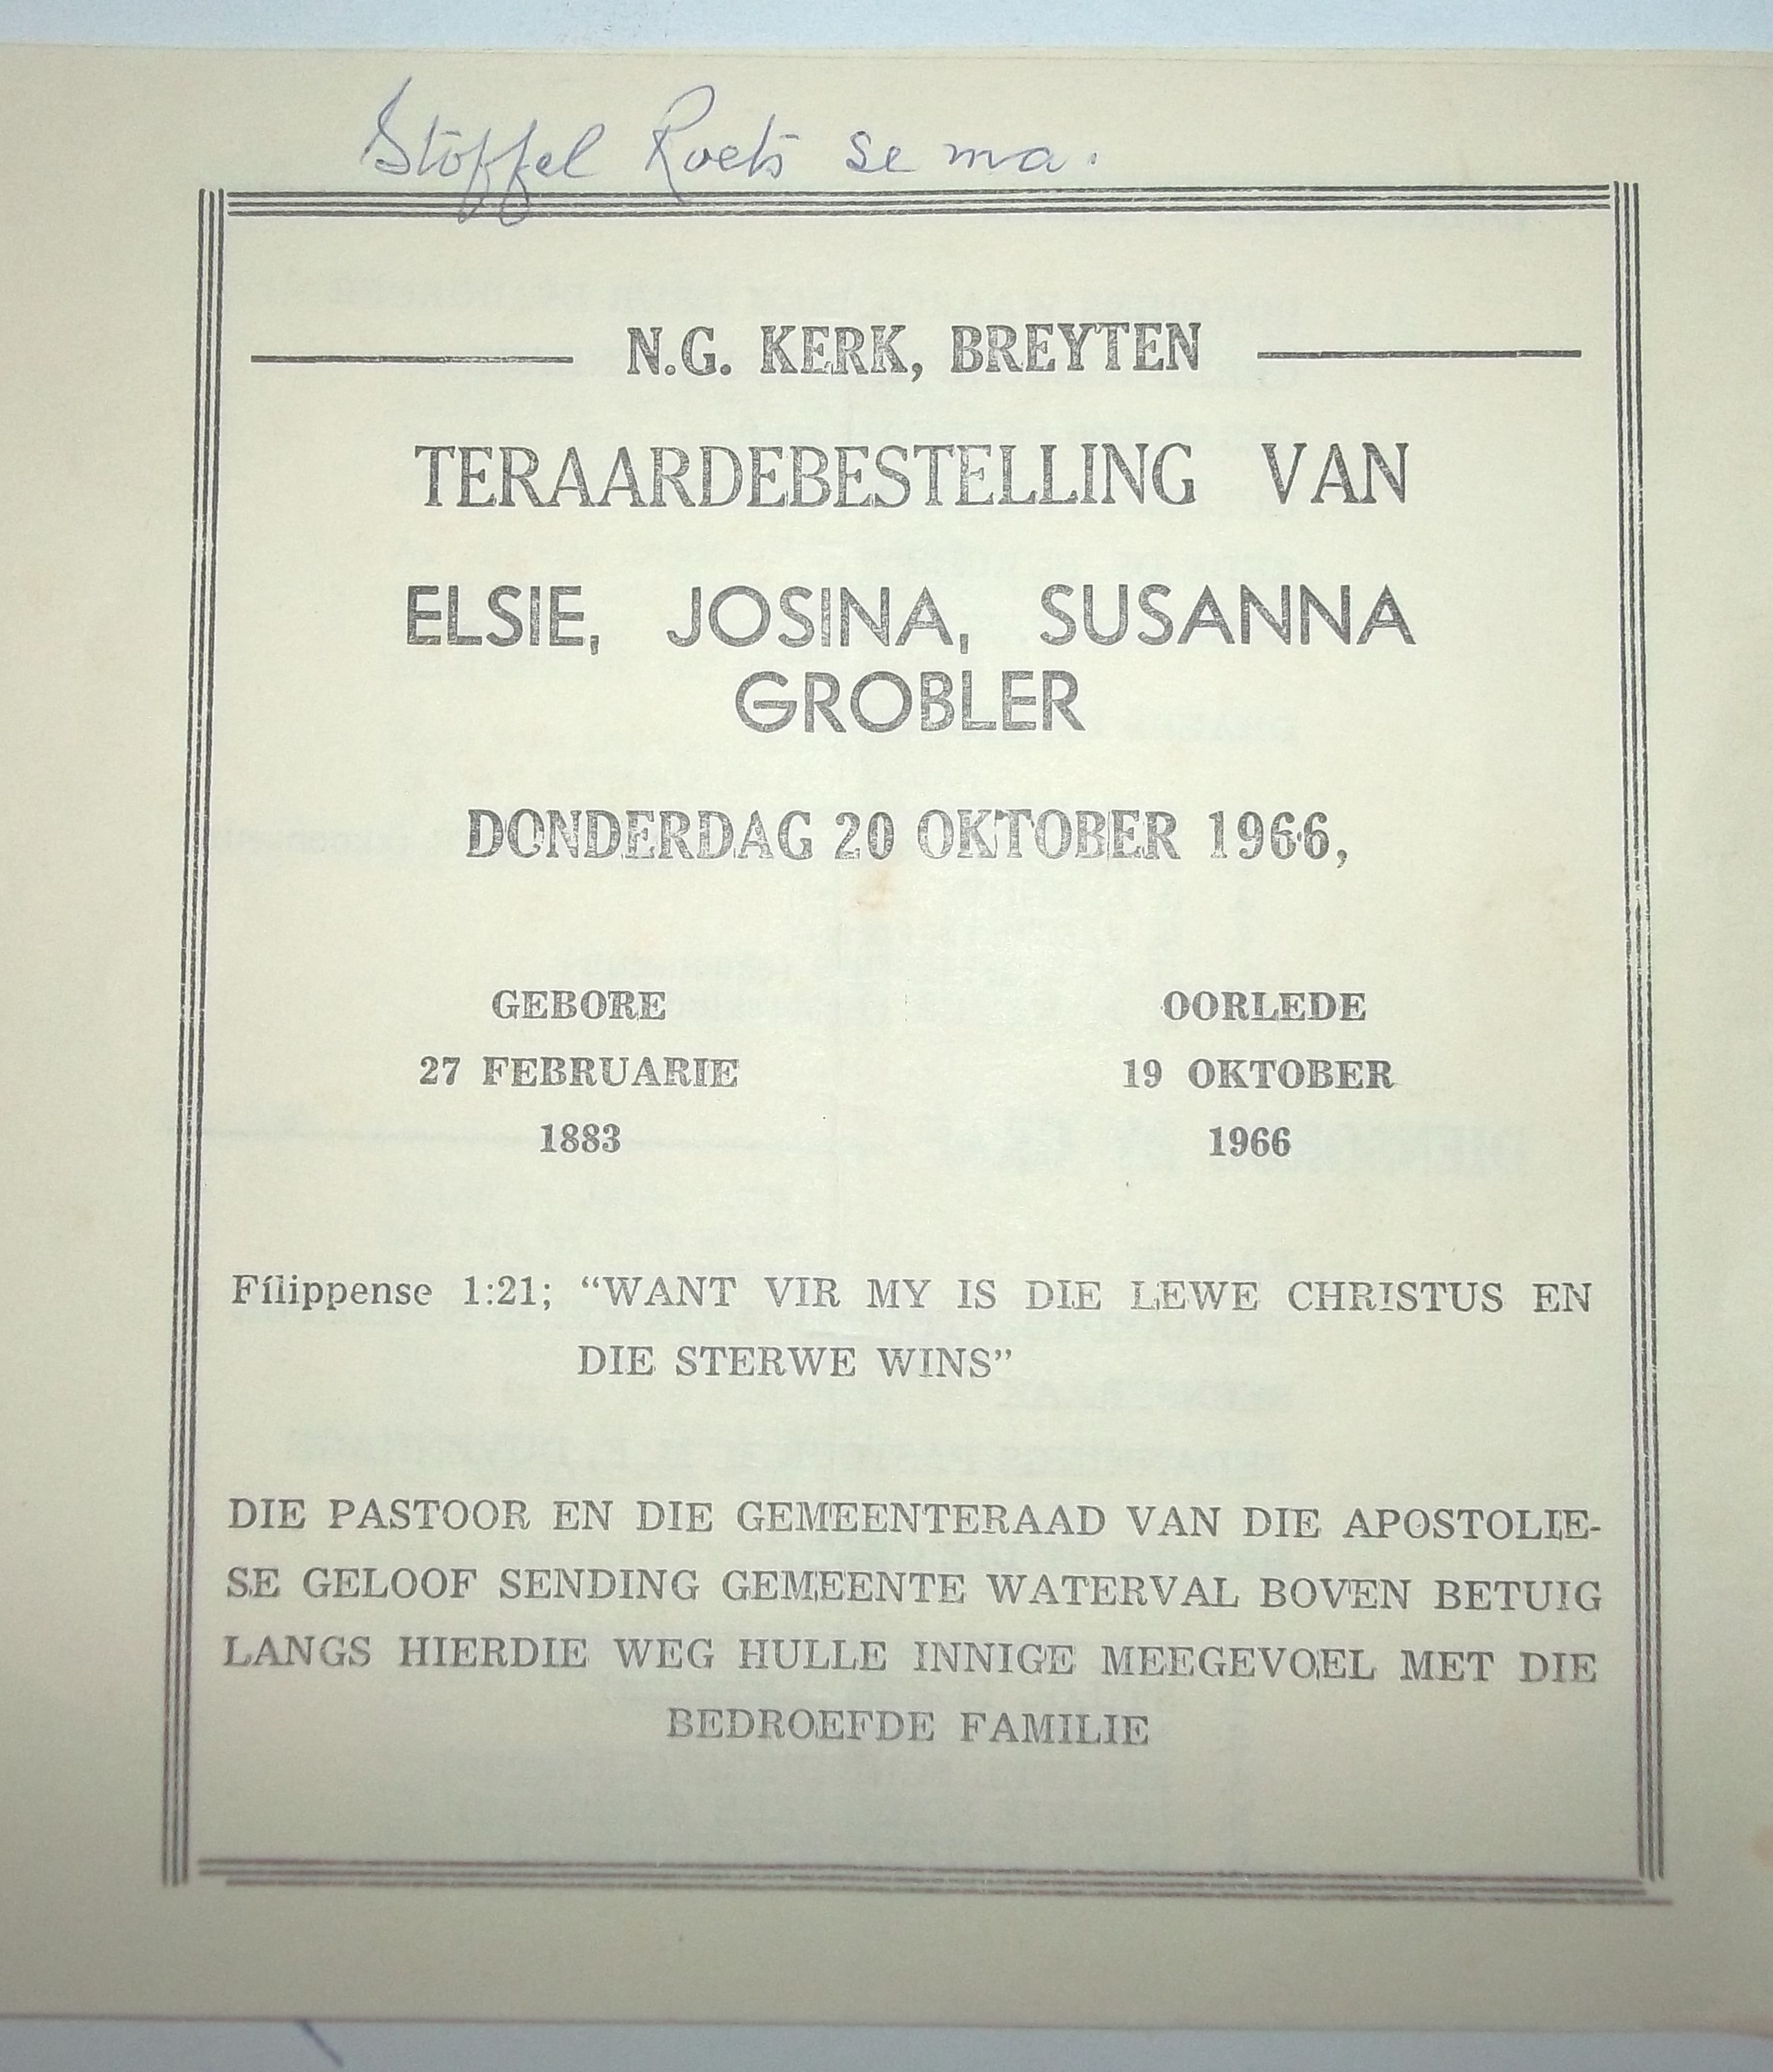 Stoffel Roets se ma.
N.G. KERK, BREYTEN
TERAARDEBESTELLING VAN
ELSIE, JOSINA, SUSANNA
GROBLER
DONDERDAG 20 OKTOBER 1966,
GEBORE
27 FEBRUARIE
1883
OORLEDE
19 OKTOBER
1966
Filippense 1:21; “WANT VIR MY IS DIE LEWE CHRISTUS EN
DIE STERWE WINS”
DIE PASTOOR EN DIE GEMEENTERAAD VAN DIE APOSTOLIE-
SE GELOOF SENDING GEMEENTE WATERVAL BOVEN BETUIG
LANGS HIERDIE WEG HULLE INNIGE MEEGEVOEL MET DIE
BEDROEFDE FAMILIE